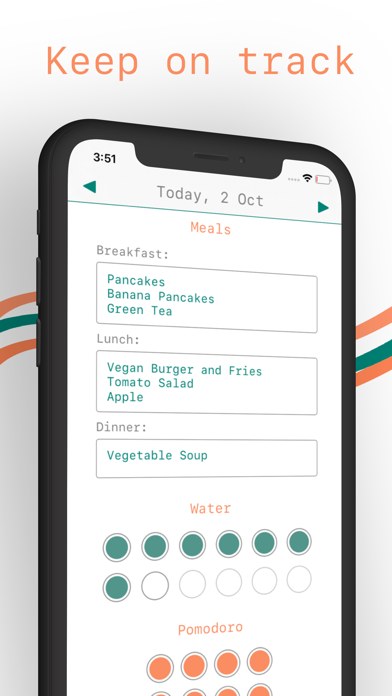 Keep on track
3:51
Today, 2 Oct
Meals
Breakfast:
Pancakes
Banana Pancakes
Green Tea
Lunch:
Vegan Burger and Fries
Tomato Salad
Apple
Dinner:
Vegetable Soup
Water
Pomodoro